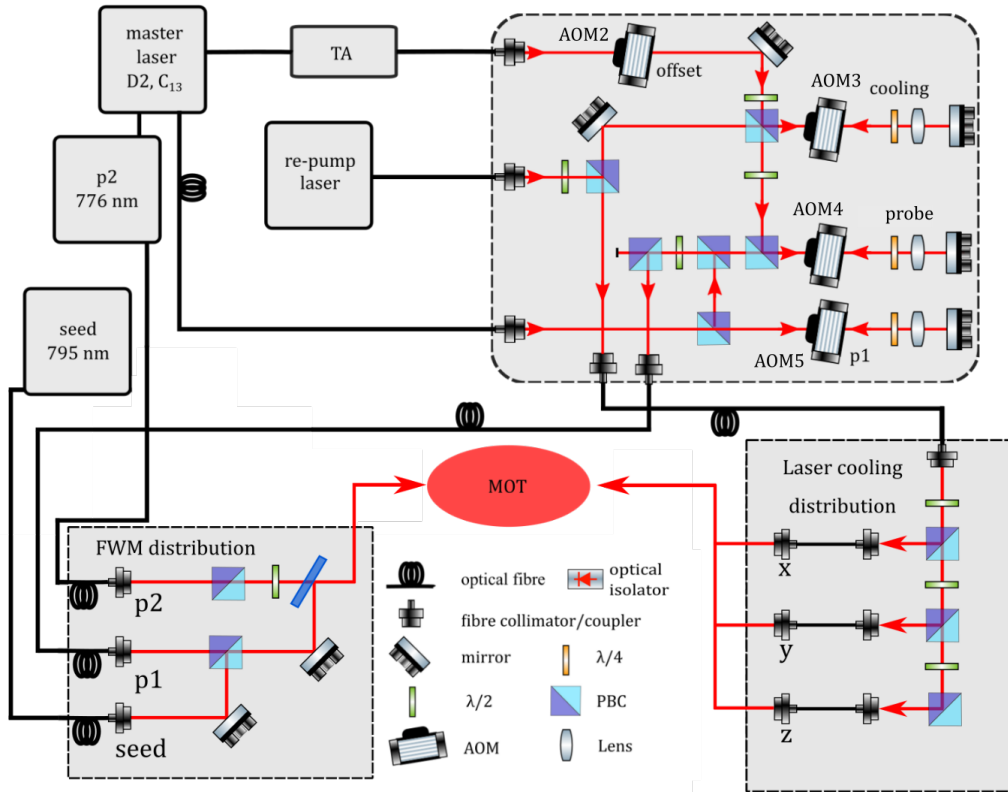 master
laser
D2, C₁₃
TA
AOM2
offset
AOM3
cooling
p2
776 nm
re-pump
laser
AOM4
probe
seed
795 nm
AOM5
p1
MOT
Laser cooling
distribution
x
y
z
FWM distribution
p2
p1
seed
optical fibre
optical
isolator
fibre collimator/coupler
mirror
λ/4
λ/2
PBC
AOM
Lens